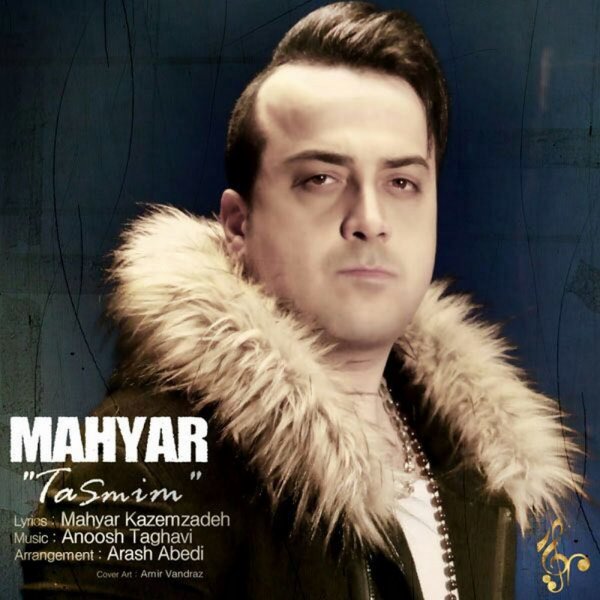 MAHYAR
"TaSmim"
Lyrics : Mahyar Kazemzadeh
Music : Anoosh Taghavi
Arrangement : Arash Abedi
Cover Art : Amir Vandraz